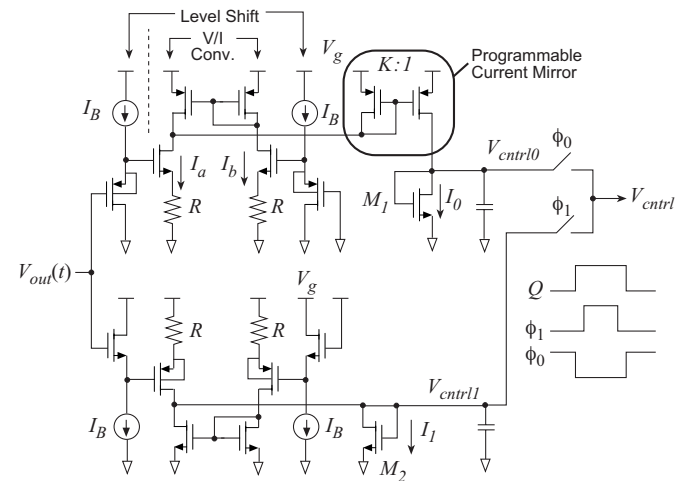 Level Shift
V/I
Conv.
V_g
K:1
Programmable
Current Mirror
I_B
I_B
I_a
I_b
R
R
M_1
I_0
V_cntrl0
ϕ_0
V_cntrl
ϕ_1
V_out(t)
V_g
R
R
Q
ϕ_1
ϕ_0
V_cntrl1
I_B
I_B
I_1
M_2